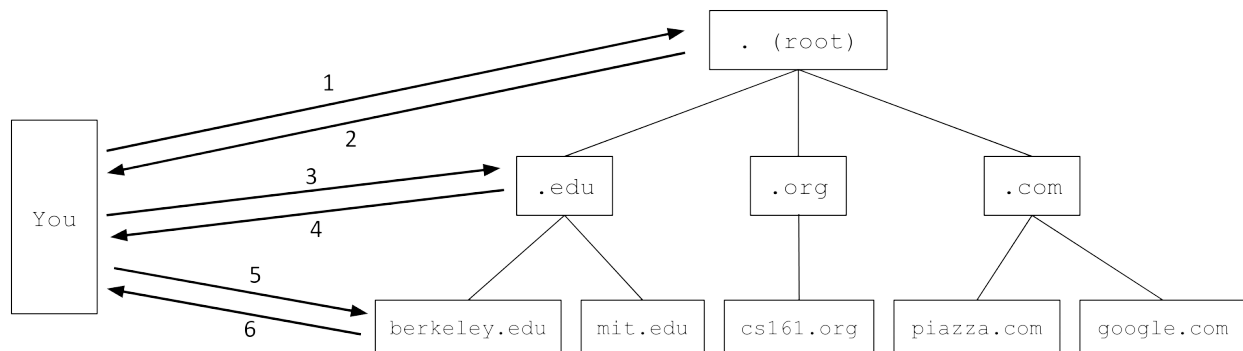 . (root)
1
2
3
.edu
.org
.com
You
4
5
6
berkeley.edu
mit.edu
cs161.org
piazza.com
google.com